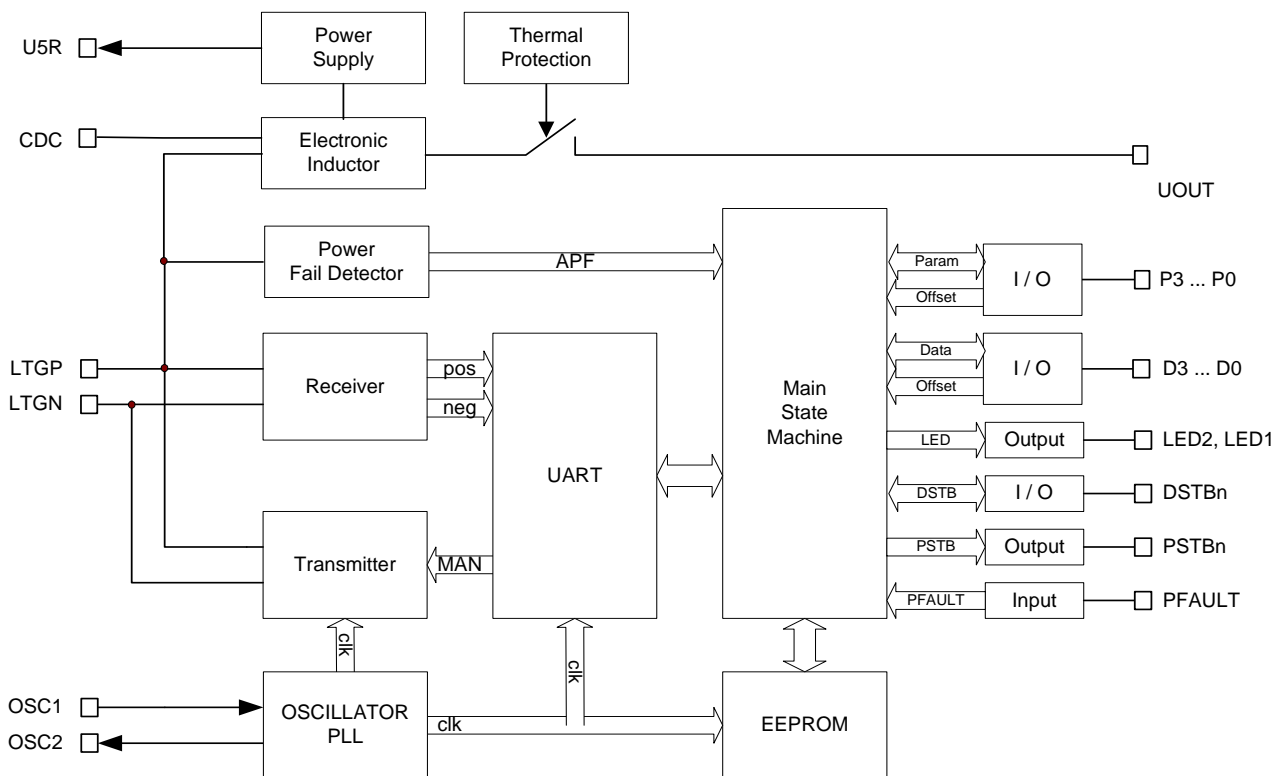 U5R
Power
Supply
Thermal
Protection
CDC
Electronic
Inductor
UOUT
Power
Fail Detector
APF
Param
Offset
I / O
P3 ... P0
LTGP
LTGN
Receiver
pos
neg
UART
Main
State
Machine
Data
Offset
I / O
D3 ... D0
LED
Output
LED2, LED1
DSTB
I / O
DSTBn
Transmitter
MAN
PSTB
Output
PSTBn
PFAULT
Input
PFAULT
clk
clk
OSC1
OSC2
OSCILLATOR
PLL
clk
EEPROM